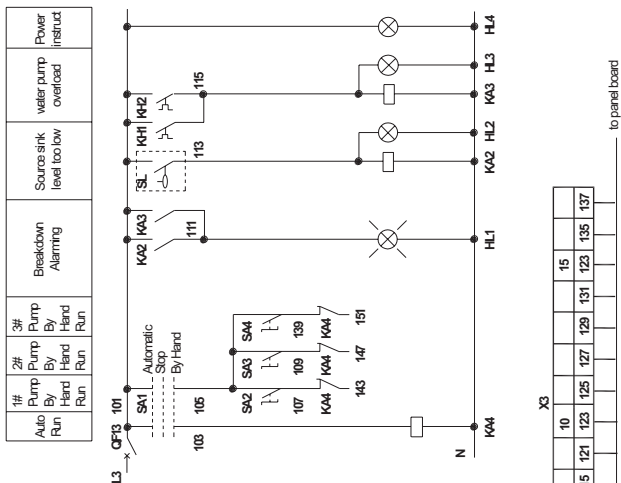 Auto Run
1# Pump By Hand Run
2# Pump By Hand Run
3# Pump By Hand Run
Breakdown Alarming
Source sink level too low
water pump overload
Power instruct
L3
QF13
101
SA1
Automatic
Stop
By Hand
103
105
SA2
SA3
SA4
107
109
139
KA4
KA4
KA4
143
147
151
KA2
KA3
111
SL
113
KH1
KH2
115
N
KA4
HL1
KA2
HL2
KA3
HL3
HL4
X3
10
15
15
121
123
125
127
129
131
123
135
137
to panel board